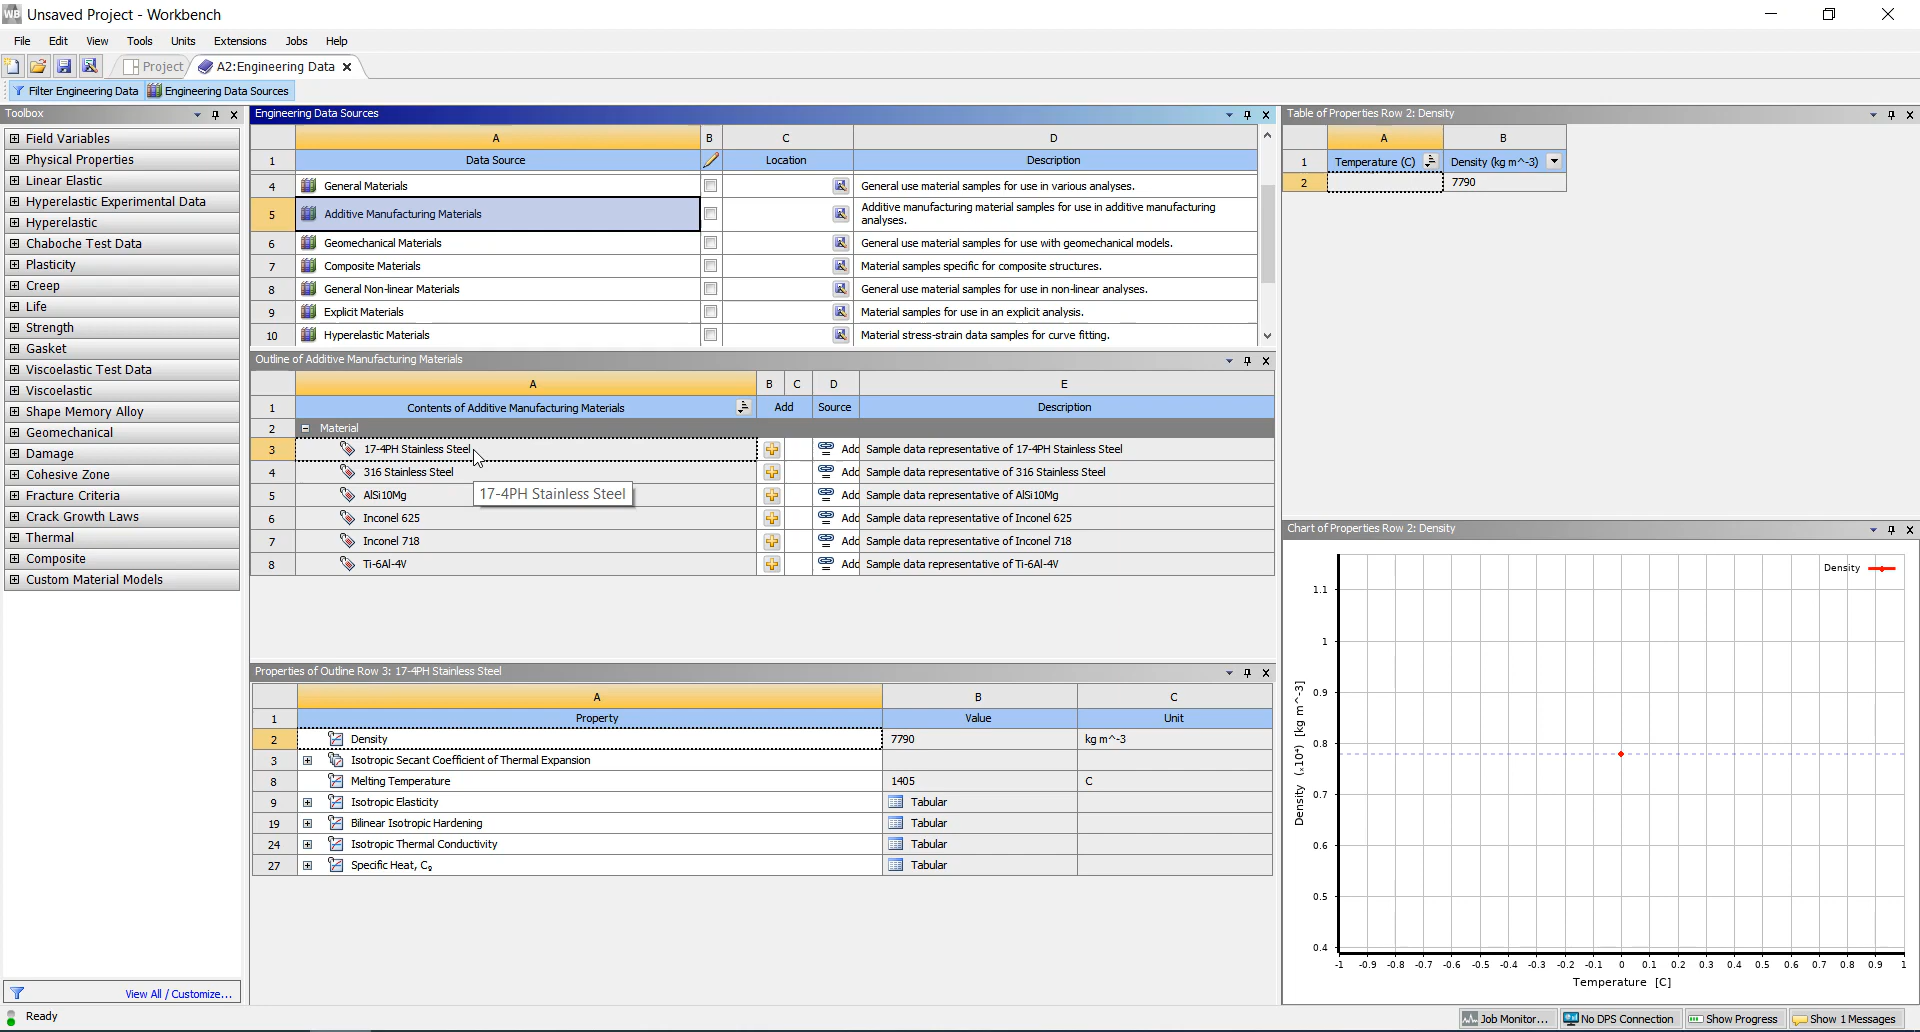 Unsaved Project - Workbench
File Edit View Tools Units Extensions Jobs Help
Project A2:Engineering Data
Filter Engineering Data Engineering Data Sources
Toolbox
Field Variables
Physical Properties
Linear Elastic
Hyperelastic Experimental Data
Hyperelastic
Chaboche Test Data
Plasticity
Creep
Life
Strength
Gasket
Viscoelastic Test Data
Viscoelastic
Shape Memory Alloy
Geomechanical
Damage
Cohesive Zone
Fracture Criteria
Crack Growth Laws
Thermal
Composite
Custom Material Models
View All / Customize...
Engineering Data Sources
A B C D
1 Data Source Location Description
4 General Materials General use material samples for use in various analyses.
5 Additive Manufacturing Materials Additive manufacturing material samples for use in additive manufacturing
analyses.
6 Geomechanical Materials General use material samples for use with geomechanical models.
7 Composite Materials Material samples specific for composite structures.
8 General Non-linear Materials General use material samples for use in non-linear analyses.
9 Explicit Materials Material samples for use in an explicit analysis.
10 Hyperelastic Materials Material stress-strain data samples for curve fitting.
Outline of Additive Manufacturing Materials
A B C D E
1 Contents of Additive Manufacturing Materials Add Source Description
2 Material
3 17-4PH Stainless Steel Add Sample data representative of 17-4PH Stainless Steel
4 316 Stainless Steel Add Sample data representative of 316 Stainless Steel
5 AlSi10Mg Add Sample data representative of AlSi10Mg
17-4PH Stainless Steel
6 Inconel 625 Add Sample data representative of Inconel 625
7 Inconel 718 Add Sample data representative of Inconel 718
8 Ti-6Al-4V Add Sample data representative of Ti-6Al-4V
Properties of Outline Row 3: 17-4PH Stainless Steel
A B C
1 Property Value Unit
2 Density 7790 kg m^-3
3 Isotropic Secant Coefficient of Thermal Expansion
8 Melting Temperature 1405 C
9 Isotropic Elasticity Tabular
19 Bilinear Isotropic Hardening Tabular
24 Isotropic Thermal Conductivity Tabular
27 Specific Heat, Cₚ Tabular
Table of Properties Row 2: Density
A B
1 Temperature (C) Density (kg m^-3)
2 7790
Chart of Properties Row 2: Density
Density
1.1
1
0.9
0.8
0.7
0.6
0.5
0.4
Density (x10⁴) [kg m^-3]
-1 -0.9 -0.8 -0.7 -0.6 -0.5 -0.4 -0.3 -0.2 -0.1 0 0.1 0.2 0.3 0.4 0.5 0.6 0.7 0.8 0.9 1
Temperature [C]
Ready
Job Monitor... No DPS Connection Show Progress Show 1 Messages